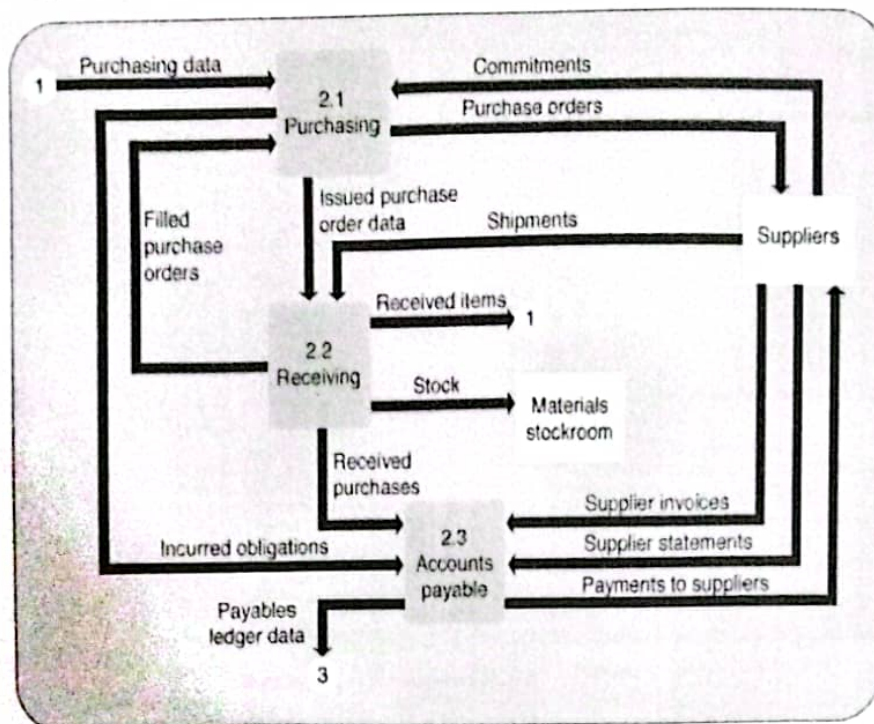 Purchasing data
1
2.1
Purchasing
Commitments
Purchase orders
Filled
purchase
orders
Issued purchase
order data
Shipments
Suppliers
Received items
1
2.2
Receiving
Stock
Materials
stockroom
Received
purchases
Supplier invoices
2.3
Accounts
payable
Incurred obligations
Supplier statements
Payments to suppliers
Payables
ledger data
3